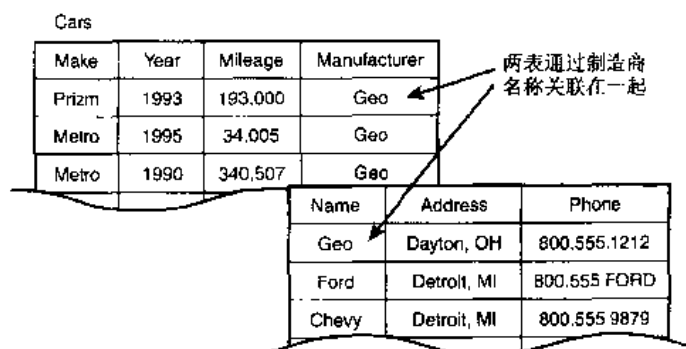 Cars
Make Year Mileage Manufacturer
Prizm 1993 193.000 Geo
Metro 1995 34.005 Geo
Metro 1990 340,507 Geo
两表通过制造商
名称关联在一起
Name Address Phone
Geo Dayton, OH 800.555.1212
Ford Detroit, MI 800.555 FORD
Chevy Detroit, MI 800.555 9879